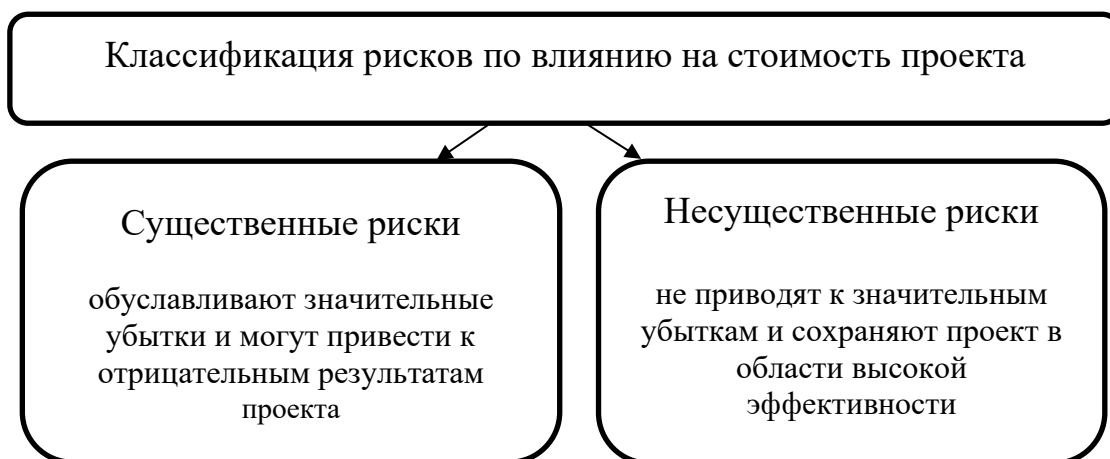 Классификация рисков по влиянию на стоимость проекта
Существенные риски
обуславливают значительные
убытки и могут привести к
отрицательным результатам
проекта
Несущественные риски
не приводят к значительным
убыткам и сохраняют проект в
области высокой
эффективности